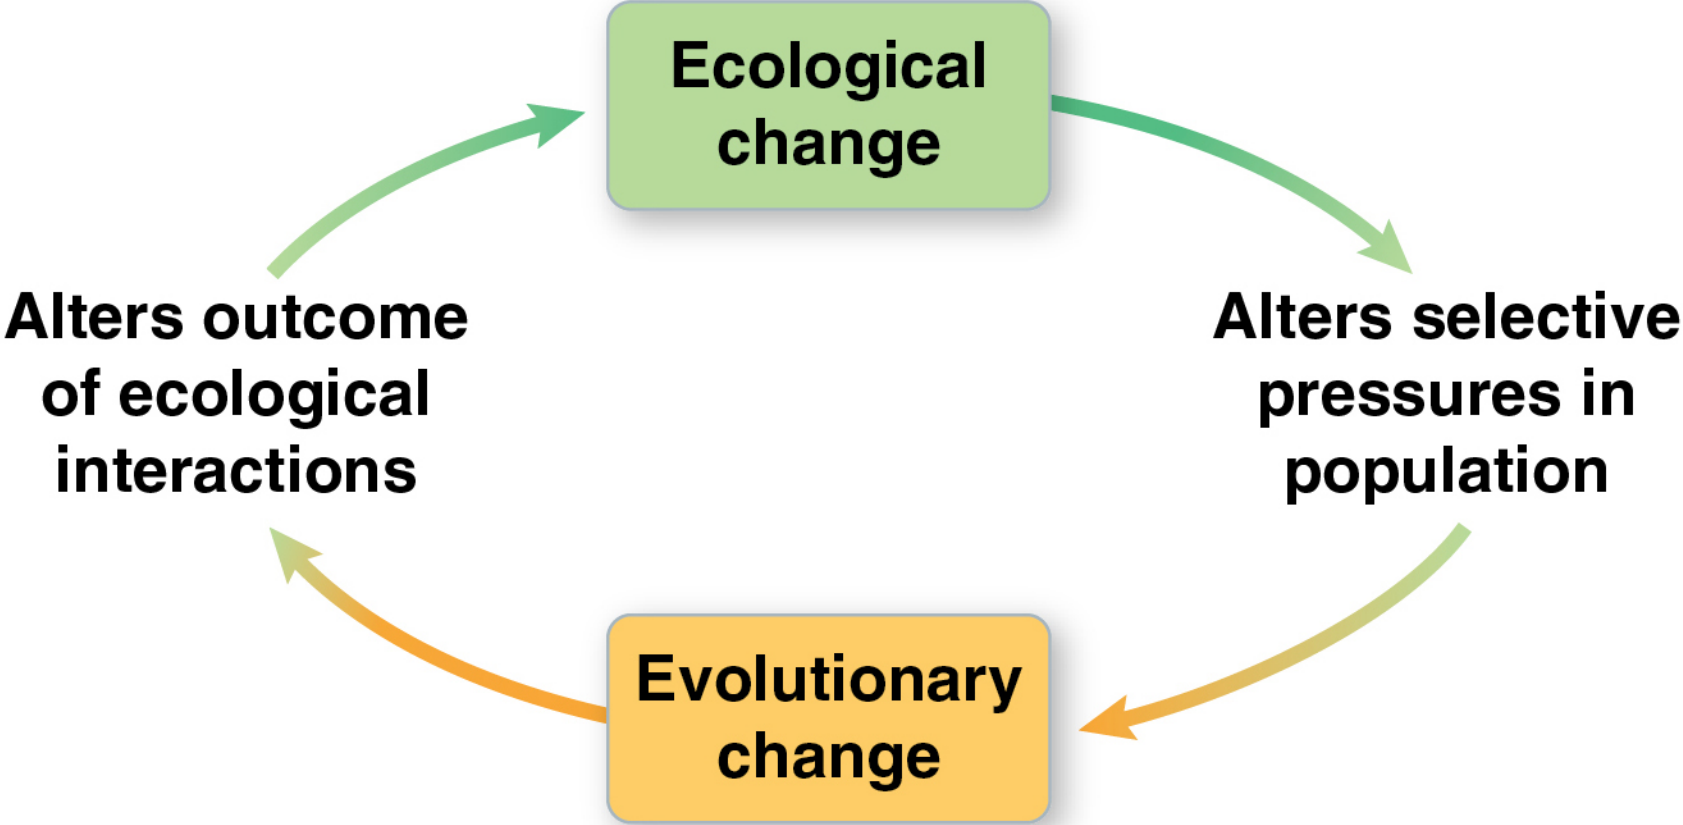 Ecological
change
Alters outcome
of ecological
interactions
Alters selective
pressures in
population
Evolutionary
change